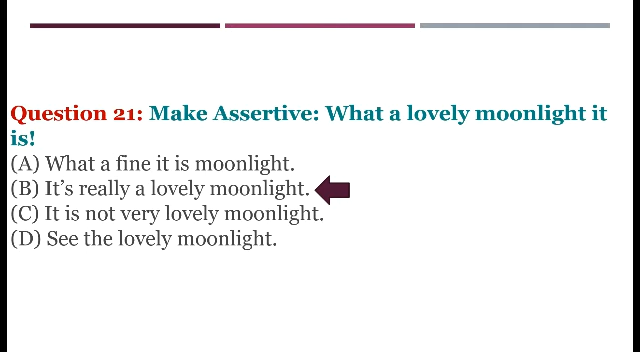 Question 21: Make Assertive: What a lovely moonlight it
is!
(A) What a fine it is moonlight.
(B) It’s really a lovely moonlight.
(C) It is not very lovely moonlight.
(D) See the lovely moonlight.